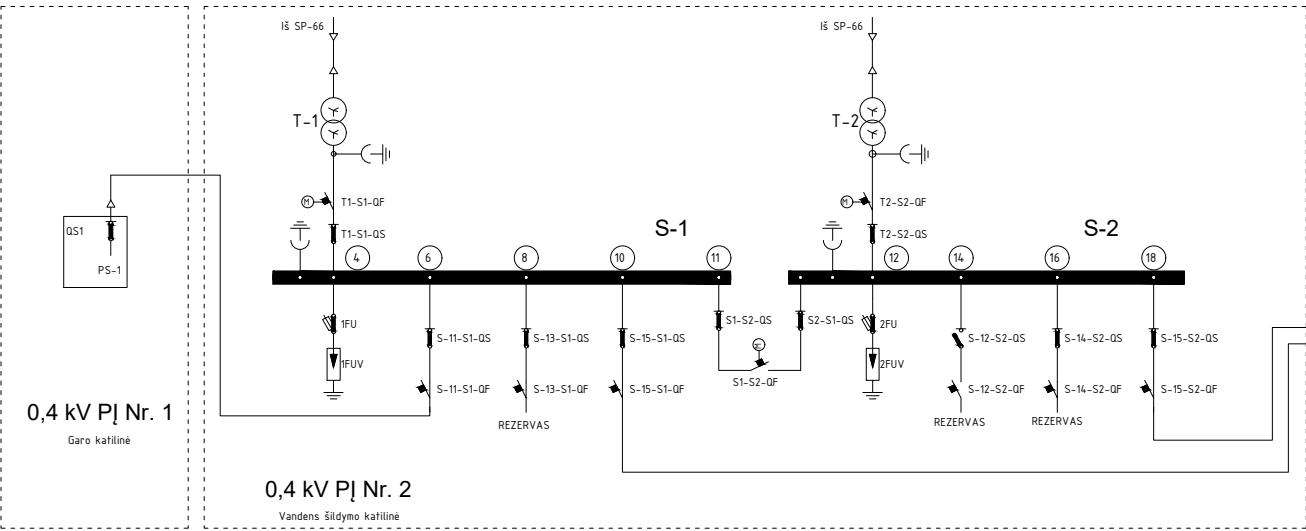 Iš SP-66
Iš SP-66
T-1
T-2
M
T1-S1-QF
M
T2-S2-QF
QS1
PS-1
T1-S1-QS
S-1
T2-S2-QS
S-2
4
6
8
10
11
12
14
16
18
1FU
S-11-S1-QS
S-13-S1-QS
S-15-S1-QS
S1-S2-QS
S2-S1-QS
2FU
S-12-S2-QS
S-14-S2-QS
S-15-S2-QS
M
1FUV
S1-S2-QF
2FUV
S-11-S1-QF
S-13-S1-QF
S-15-S1-QF
S-12-S2-QF
S-14-S2-QF
S-15-S2-QF
REZERVAS
REZERVAS
REZERVAS
0,4 kV PĮ Nr. 1
Garo katilinė
0,4 kV PĮ Nr. 2
Vandens šildymo katilinė